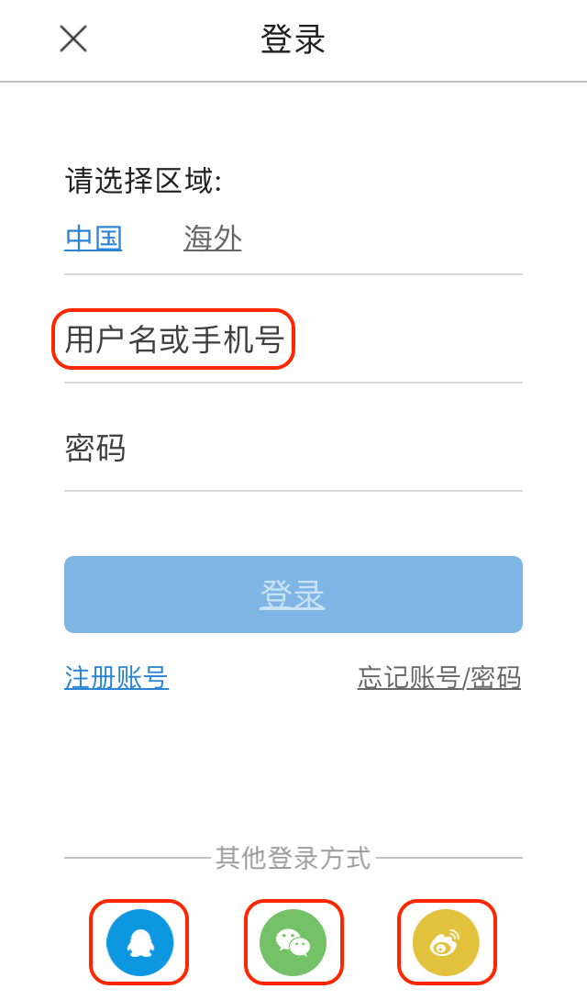 登录
请选择区域:
中国 海外
用户名或手机号
密码
登录
注册账号 忘记账号/密码
其他登录方式